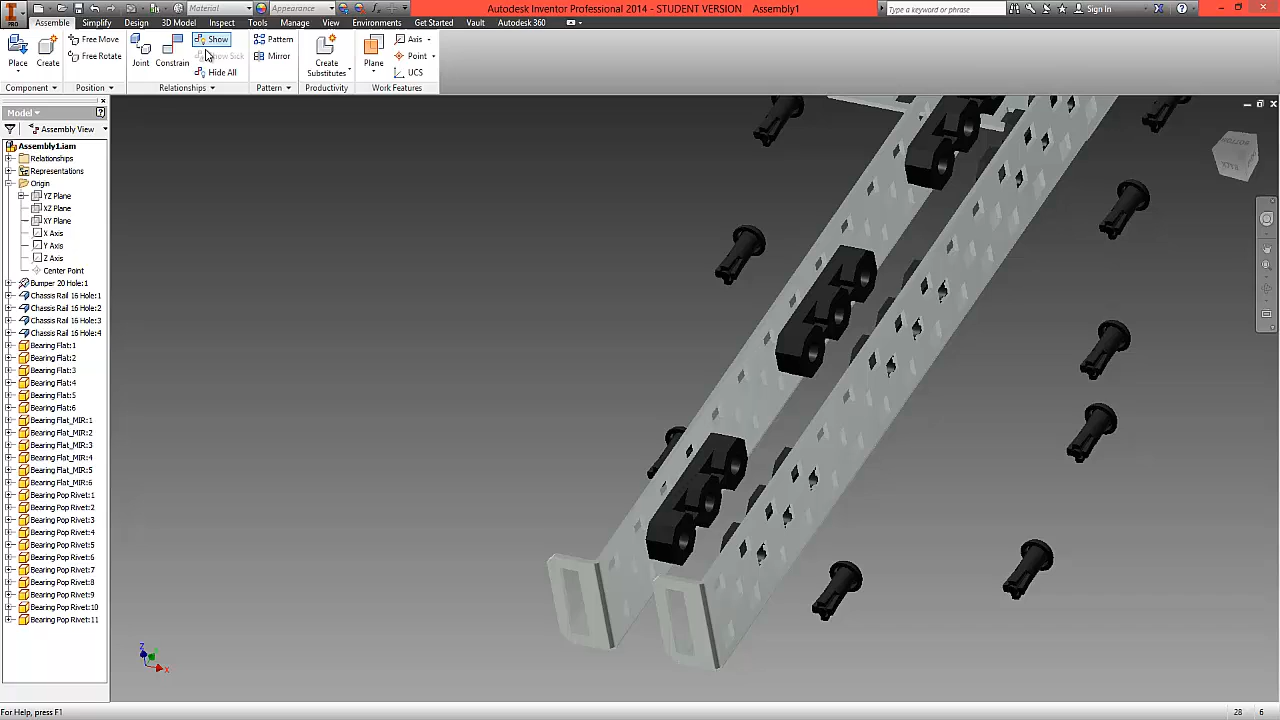 Material
Appearance
Autodesk Inventor Professional 2014 - STUDENT VERSION Assembly1
Type a keyword or phrase
Sign In
PRO
Assemble Simplify Design 3D Model Inspect Tools Manage View Environments Get Started Vault Autodesk 360
Place Create Free Move Free Rotate Joint Constrain Show Show Sick Hide All Pattern Mirror Create Substitutes Plane Axis Point UCS
Component Position Relationships Pattern Productivity Work Features
Model
Assembly View
Assembly1.iam
Relationships
Representations
Origin
YZ Plane
XZ Plane
XY Plane
X Axis
Y Axis
Z Axis
Center Point
Bumper 20 Hole:1
Chassis Rail 16 Hole:1
Chassis Rail 16 Hole:2
Chassis Rail 16 Hole:3
Chassis Rail 16 Hole:4
Bearing Flat:1
Bearing Flat:2
Bearing Flat:3
Bearing Flat:4
Bearing Flat:5
Bearing Flat:6
Bearing Flat_MIR:1
Bearing Flat_MIR:2
Bearing Flat_MIR:3
Bearing Flat_MIR:4
Bearing Flat_MIR:5
Bearing Flat_MIR:6
Bearing Pop Rivet:1
Bearing Pop Rivet:2
Bearing Pop Rivet:3
Bearing Pop Rivet:4
Bearing Pop Rivet:5
Bearing Pop Rivet:6
Bearing Pop Rivet:7
Bearing Pop Rivet:8
Bearing Pop Rivet:9
Bearing Pop Rivet:10
Bearing Pop Rivet:11
Z
X
For Help, press F1
28 6